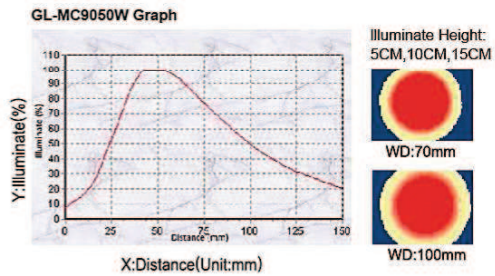 GL-MC9050W Graph
Illuminate Height:
5CM,10CM,15CM
Y:Illuminate(%)
Illuminate (%)
110
100
90
80
70
60
50
40
30
20
10
0
0 25 50 75 100 125 150
Distance (mm)
X:Distance(Unit:mm)
WD:70mm
WD:100mm